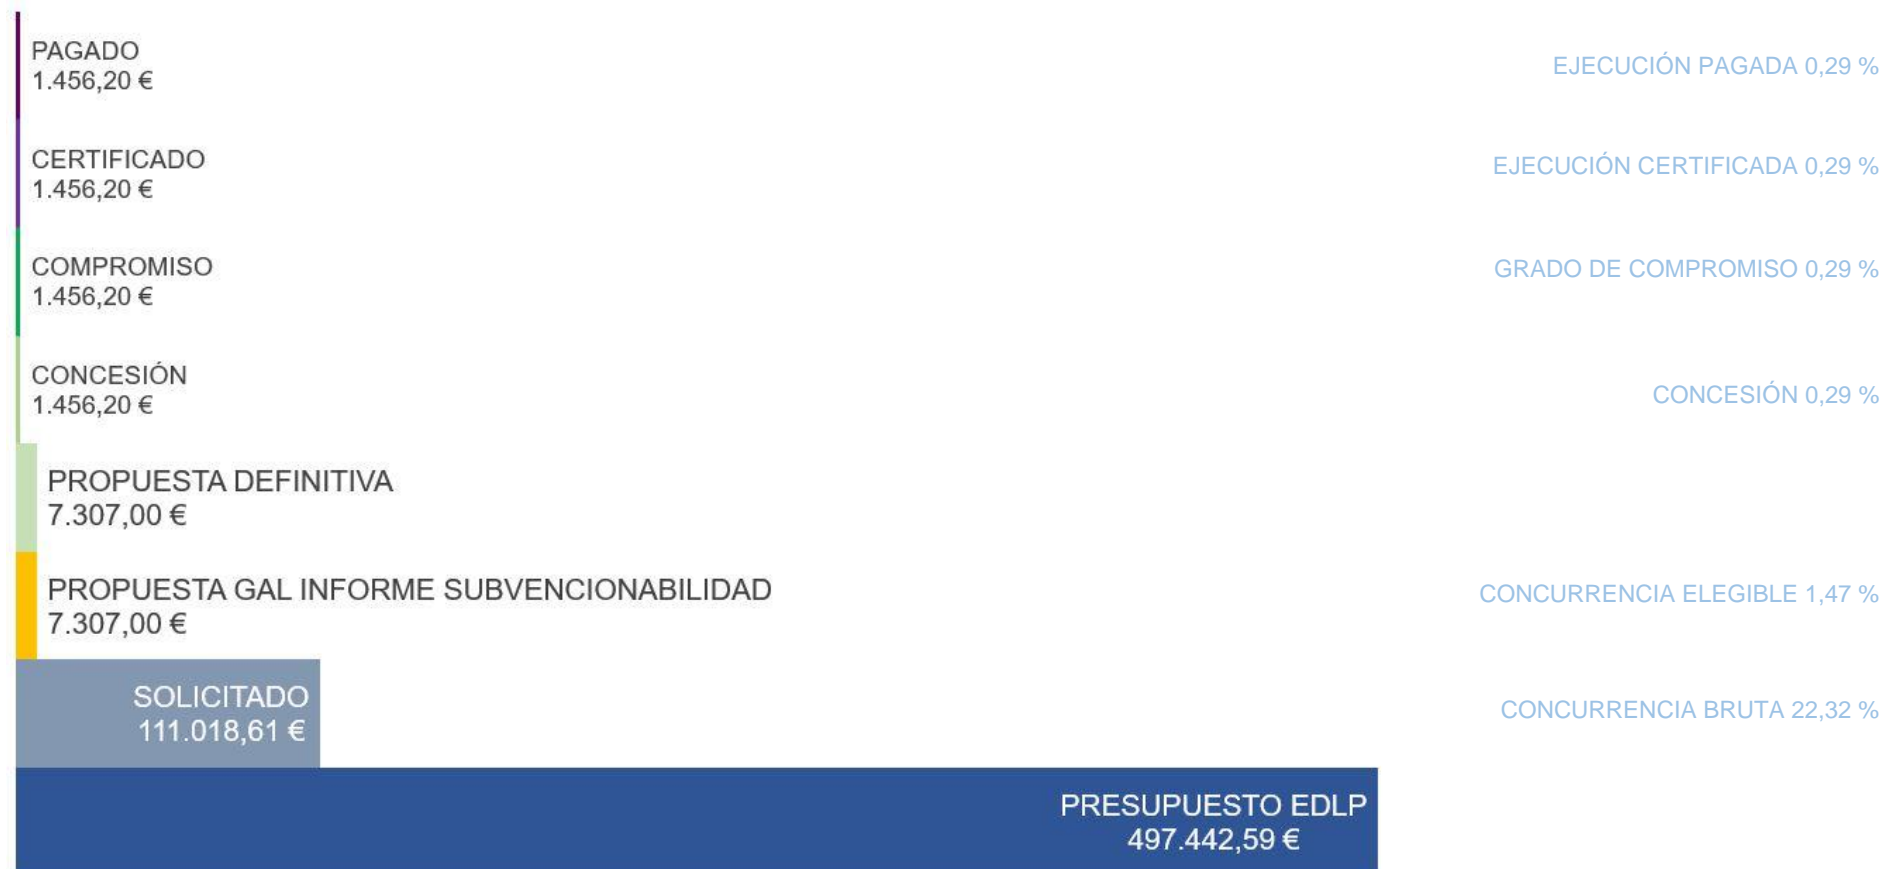 PAGADO
1.456,20 €
EJECUCIÓN PAGADA 0,29 %
CERTIFICADO
1.456,20 €
EJECUCIÓN CERTIFICADA 0,29 %
COMPROMISO
1.456,20 €
GRADO DE COMPROMISO 0,29 %
CONCESIÓN
1.456,20 €
CONCESIÓN 0,29 %
PROPUESTA DEFINITIVA
7.307,00 €
PROPUESTA GAL INFORME SUBVENCIONABILIDAD
7.307,00 €
CONCURRENCIA ELEGIBLE 1,47 %
SOLICITADO
111.018,61 €
CONCURRENCIA BRUTA 22,32 %
PRESUPUESTO EDLP
497.442,59 €